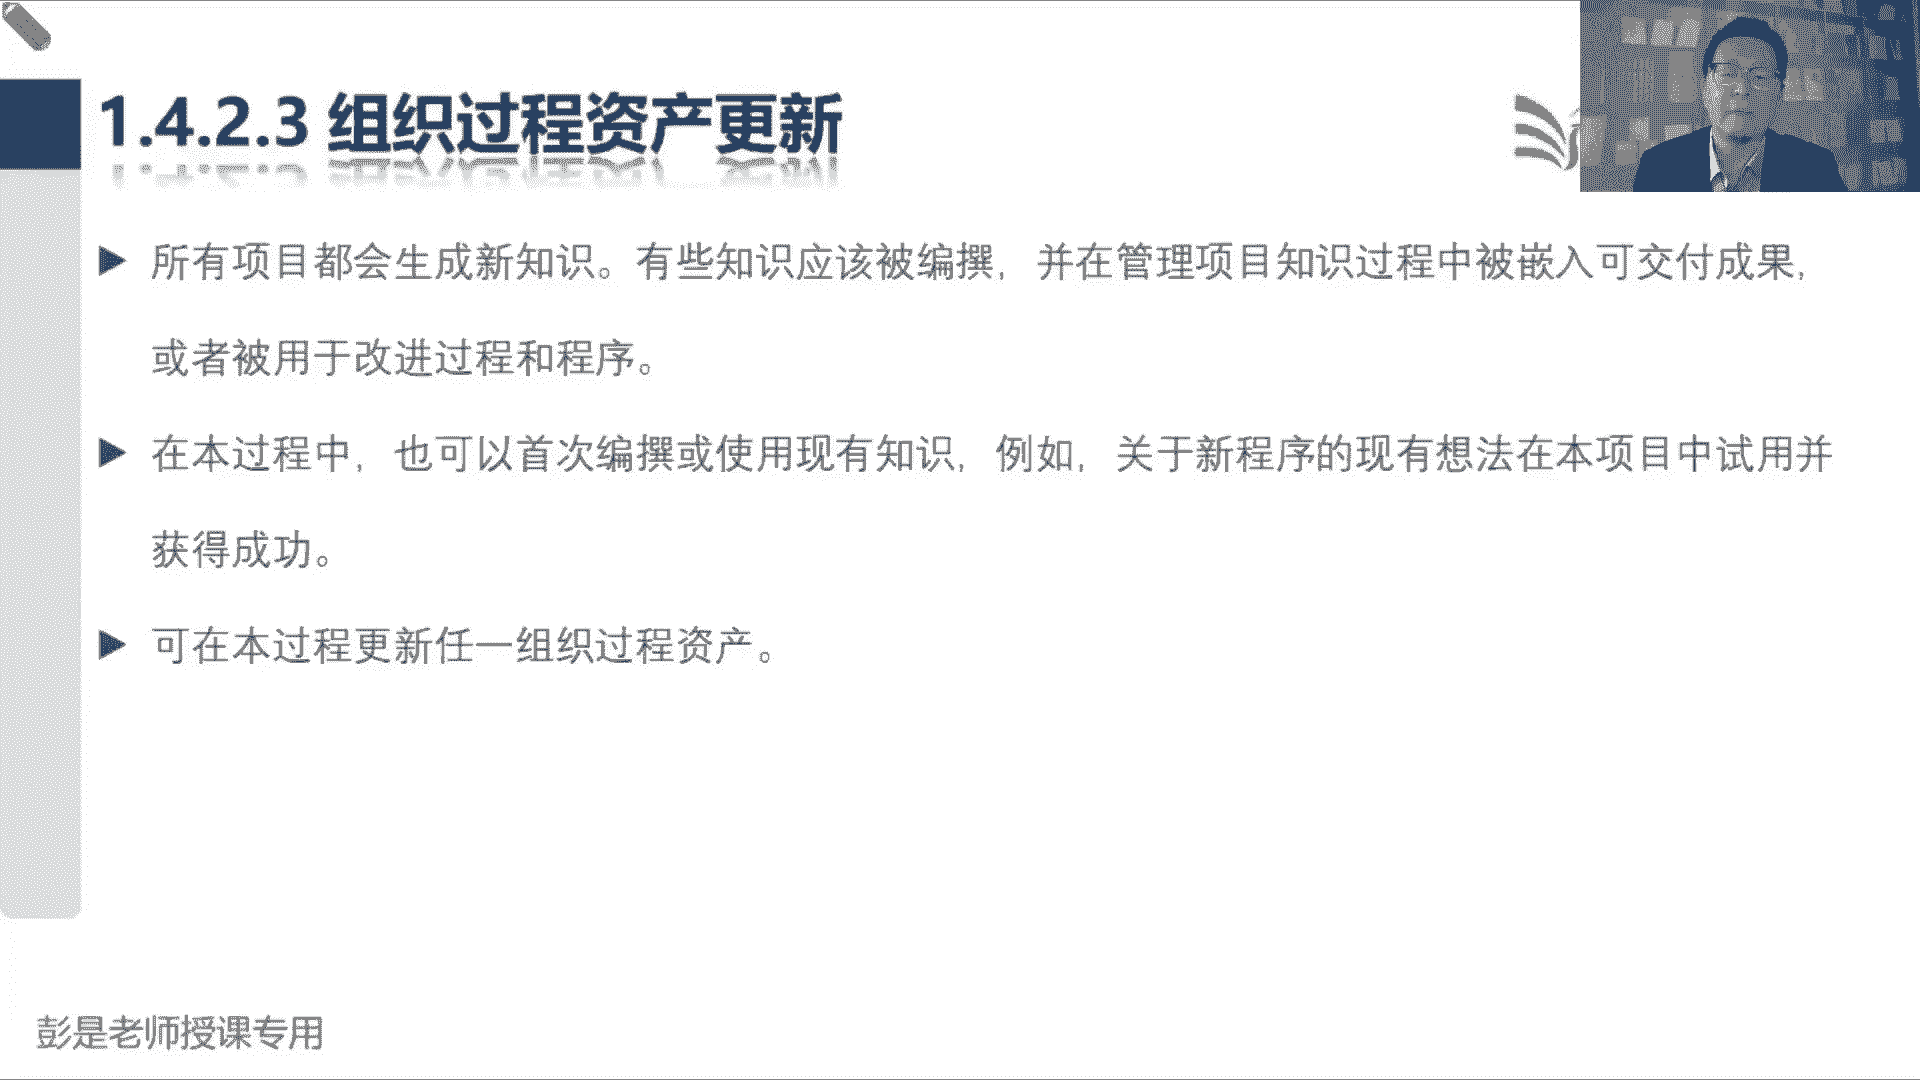 1.4.2.3 组织过程资产更新
所有项目都会生成新知识。有些知识应该被编撰，并在管理项目知识过程中被嵌入可交付成果，
或者被用于改进过程和程序。
在本过程中，也可以首次编撰或使用现有知识，例如，关于新程序的现有想法在本项目中试用并
获得成功。
可在本过程更新任一组织过程资产。
彭是老师授课专用